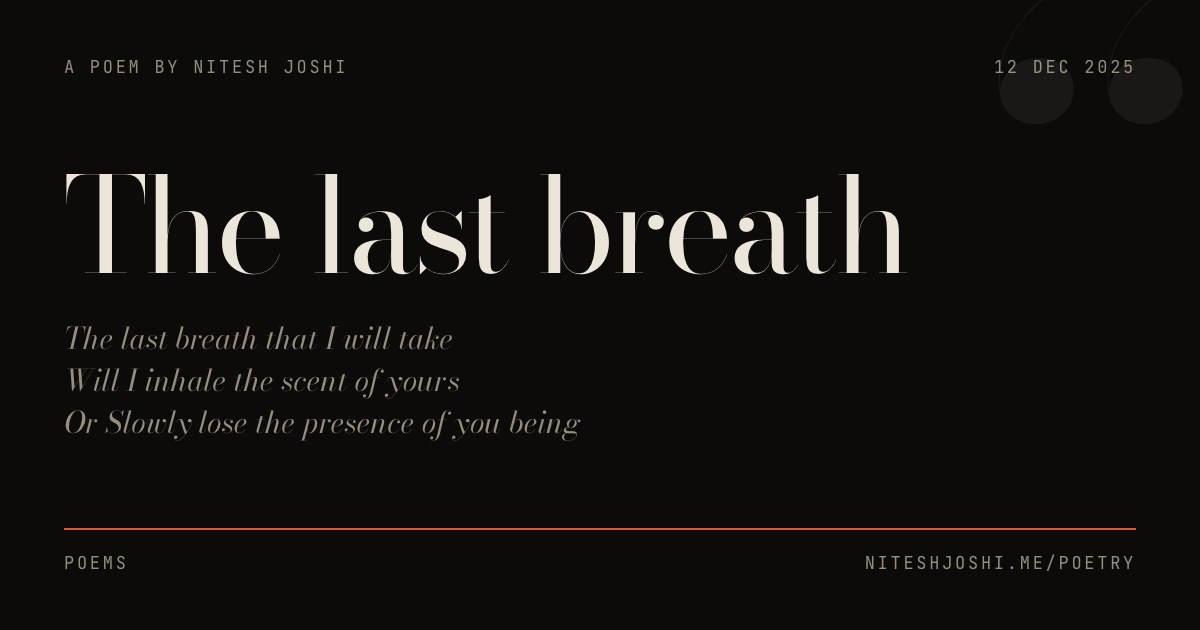 A POEM BY NITESH JOSHI
12 DEC 2025
The last breath
The last breath that I will take
Will I inhale the scent of yours
Or Slowly lose the presence of you being
POEMS
NITESHJOSHI.ME/POETRY